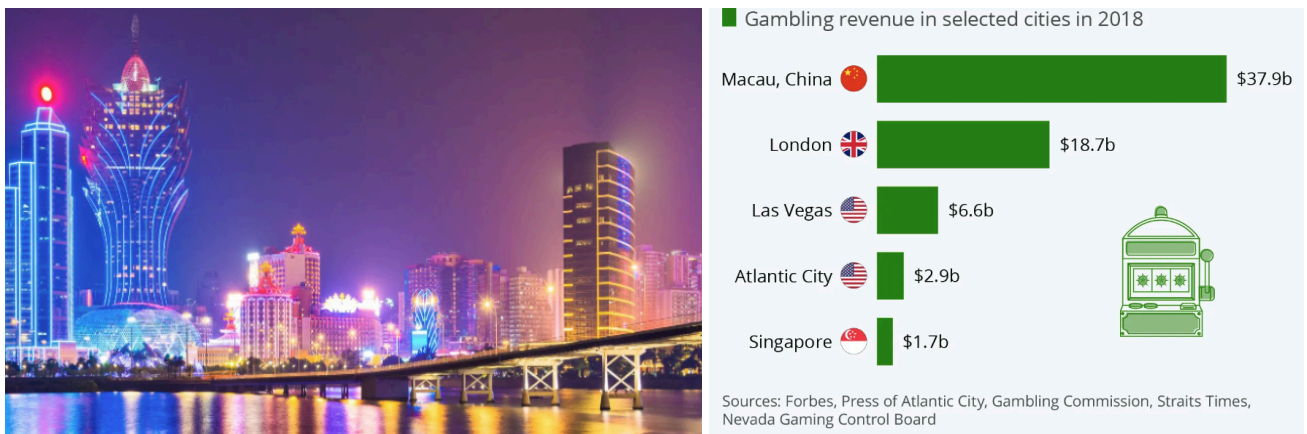 Gambling revenue in selected cities in 2018
Macau, China $37.9b
London $18.7b
Las Vegas $6.6b
Atlantic City $2.9b
Singapore $1.7b
Sources: Forbes, Press of Atlantic City, Gambling Commission, Straits Times,
Nevada Gaming Control Board